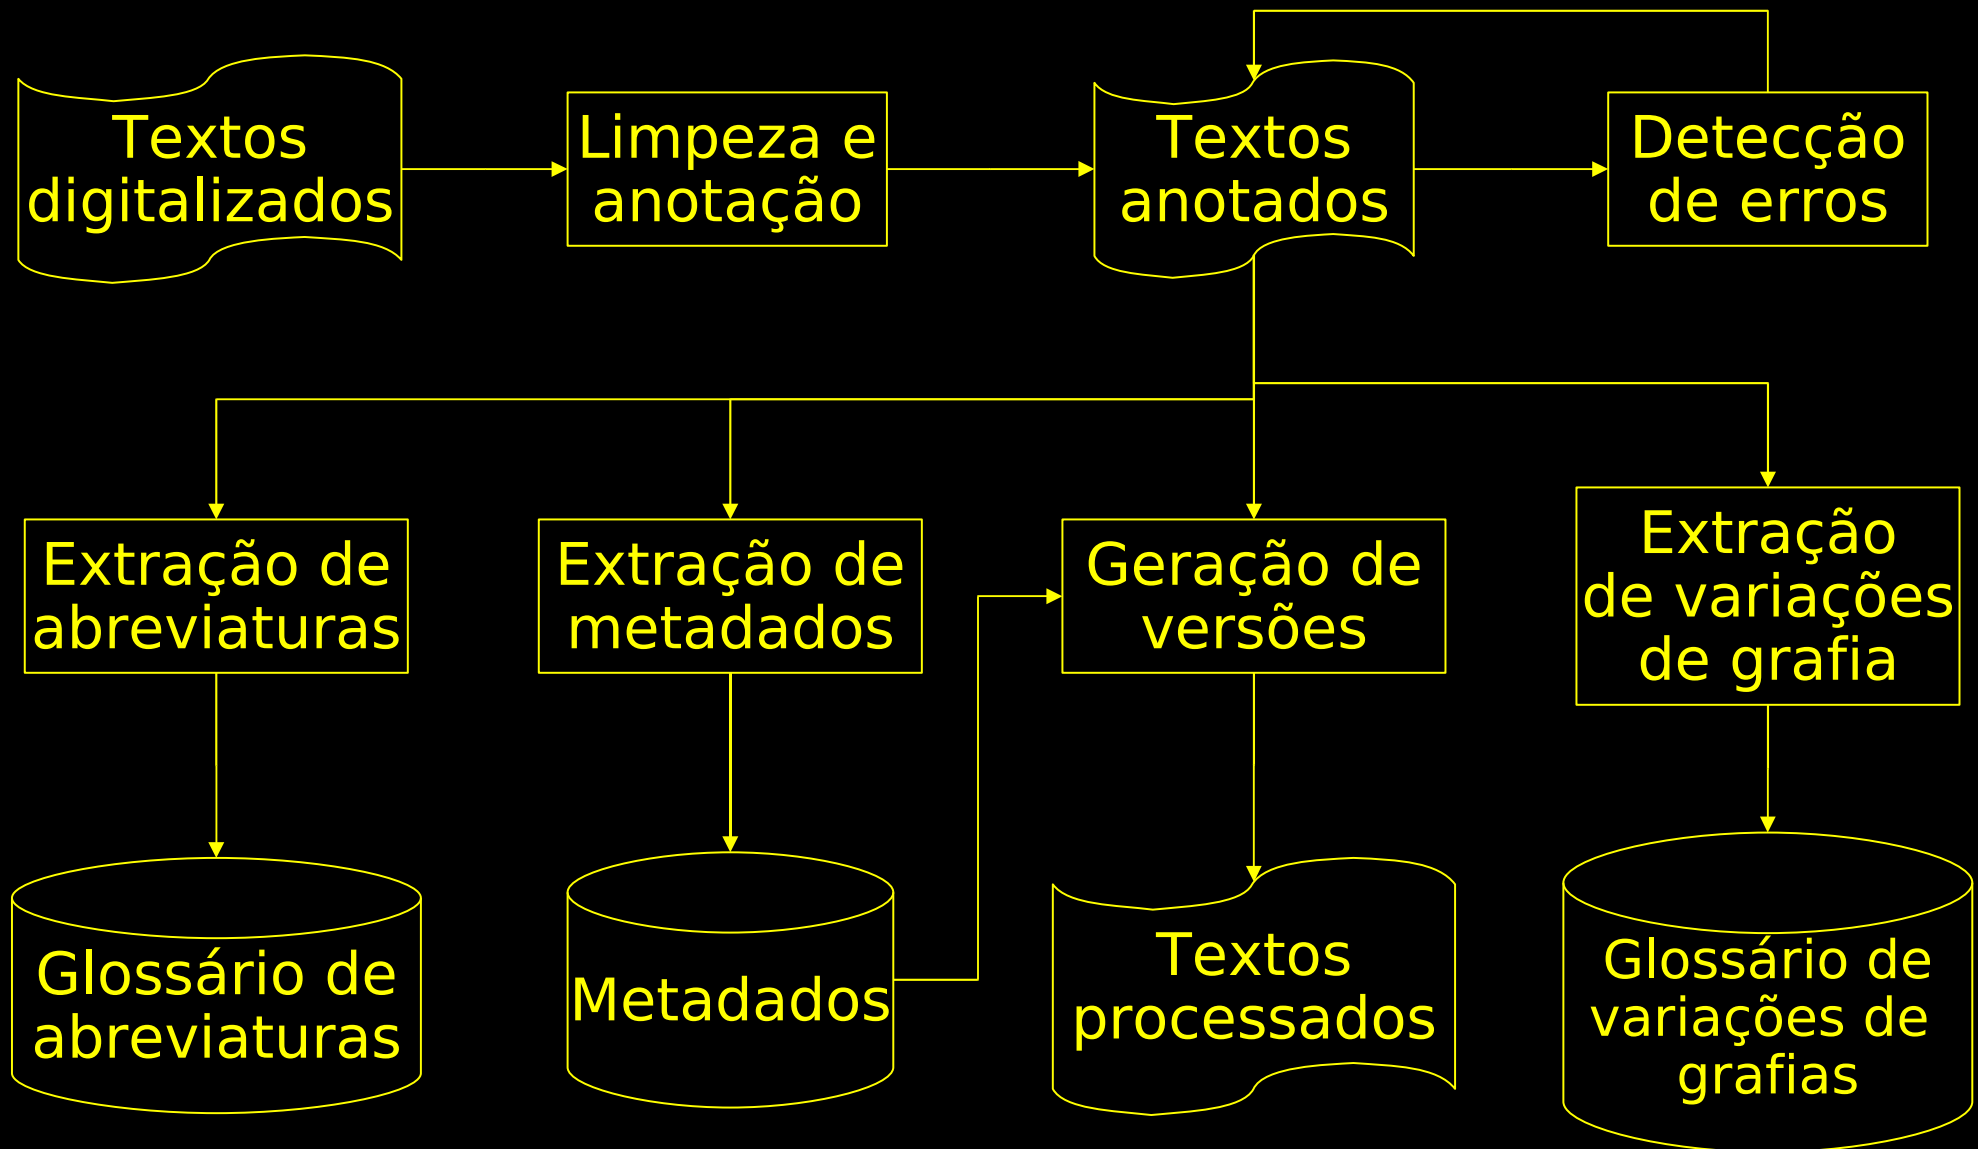 Textos
digitalizados
Limpeza e
anotação
Textos
anotados
Detecção
de erros
Extração de
abreviaturas
Extração de
metadados
Geração de
versões
Extração
de variações
de grafia
Glossário de
abreviaturas
Metadados
Textos
processados
Glossário de
variações de
grafias